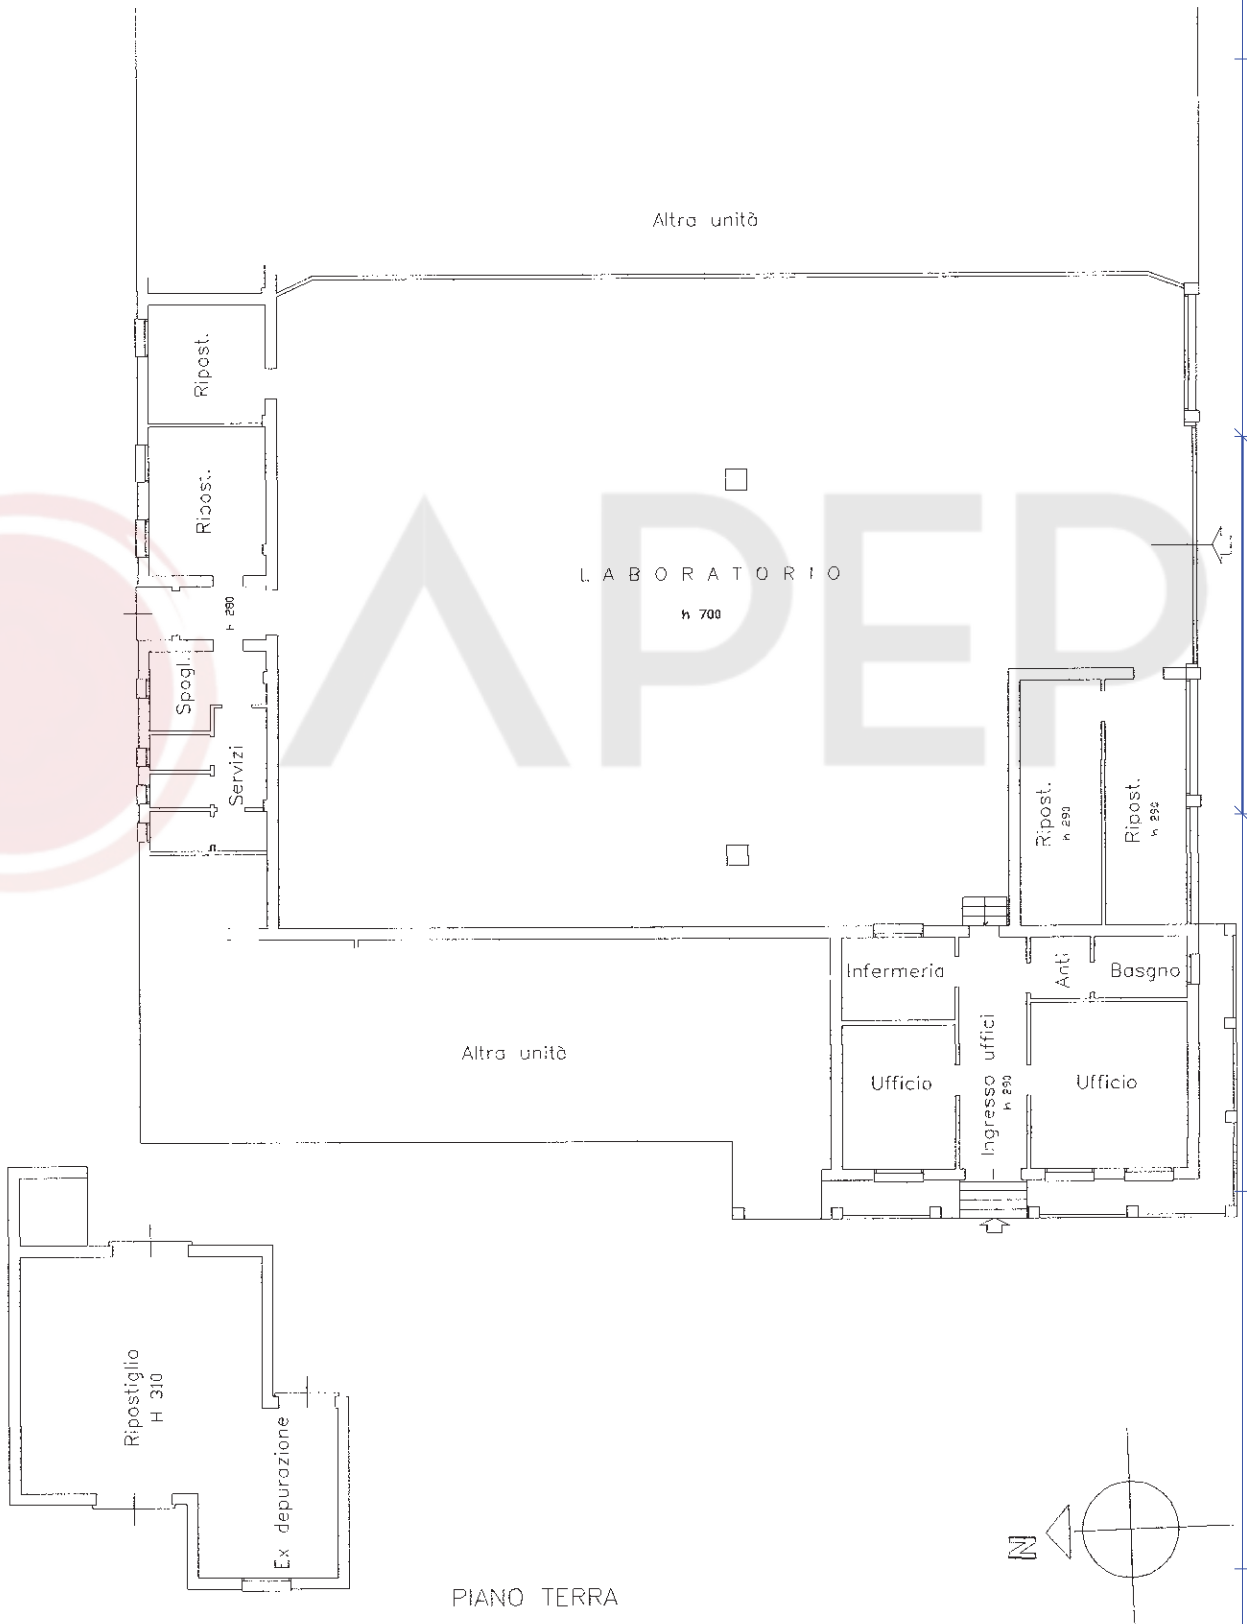 Altra unità
Ripost.
Ripost.
LABORATORIO
h 700
h 280
Spogl.
Servizi
APEP
Ripost.
h 290
Ripost.
h 290
Infermeria
Anti
Basgno
Altra unità
Ufficio
Ingresso uffici
h 290
Ufficio
Ripostiglio
H 310
Ex depurazione
N
PIANO TERRA